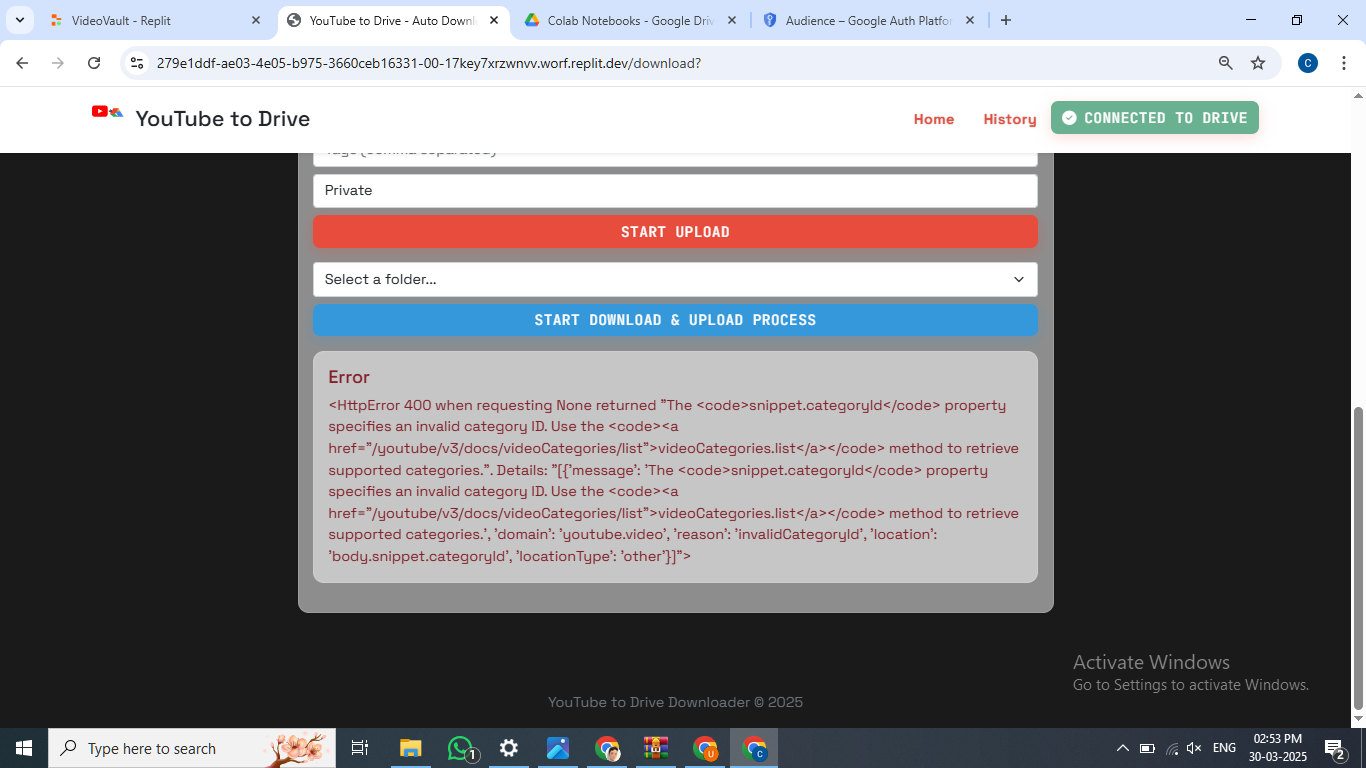 VideoVault - Replit
YouTube to Drive - Auto Downl
Colab Notebooks - Google Driv
Audience – Google Auth Platfor
279e1ddf-ae03-4e05-b975-3660ceb16331-00-17key7xrzwnvv.worf.replit.dev/download?
C
YouTube to Drive
Home
History
CONNECTED TO DRIVE
Tags (comma separated)
Private
START UPLOAD
Select a folder...
START DOWNLOAD & UPLOAD PROCESS
Error
<HttpError 400 when requesting None returned "The <code>snippet.categoryId</code> property
specifies an invalid category ID. Use the <code><a
href="/youtube/v3/docs/videoCategories/list">videoCategories.list</a></code> method to retrieve
supported categories.". Details: "[{'message': 'The <code>snippet.categoryId</code> property
specifies an invalid category ID. Use the <code><a
href="/youtube/v3/docs/videoCategories/list">videoCategories.list</a></code> method to retrieve
supported categories.', 'domain': 'youtube.video', 'reason': 'invalidCategoryId', 'location':
'body.snippet.categoryId', 'locationType': 'other'}]">
Activate Windows
Go to Settings to activate Windows.
YouTube to Drive Downloader © 2025
Type here to search
1
U
C
ENG
02:53 PM
30-03-2025
2